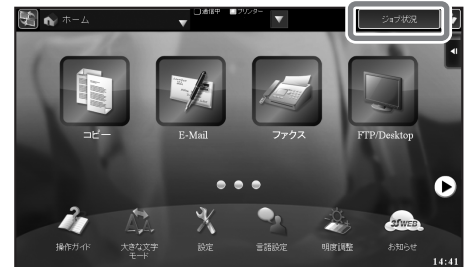 ホーム
通信中 プリンター
ジョブ状況
コピー
E-Mail
ファクス
FTP/Desktop
操作ガイド
大きな文字
モード
設定
言語設定
明度調整
お知らせ
14:41